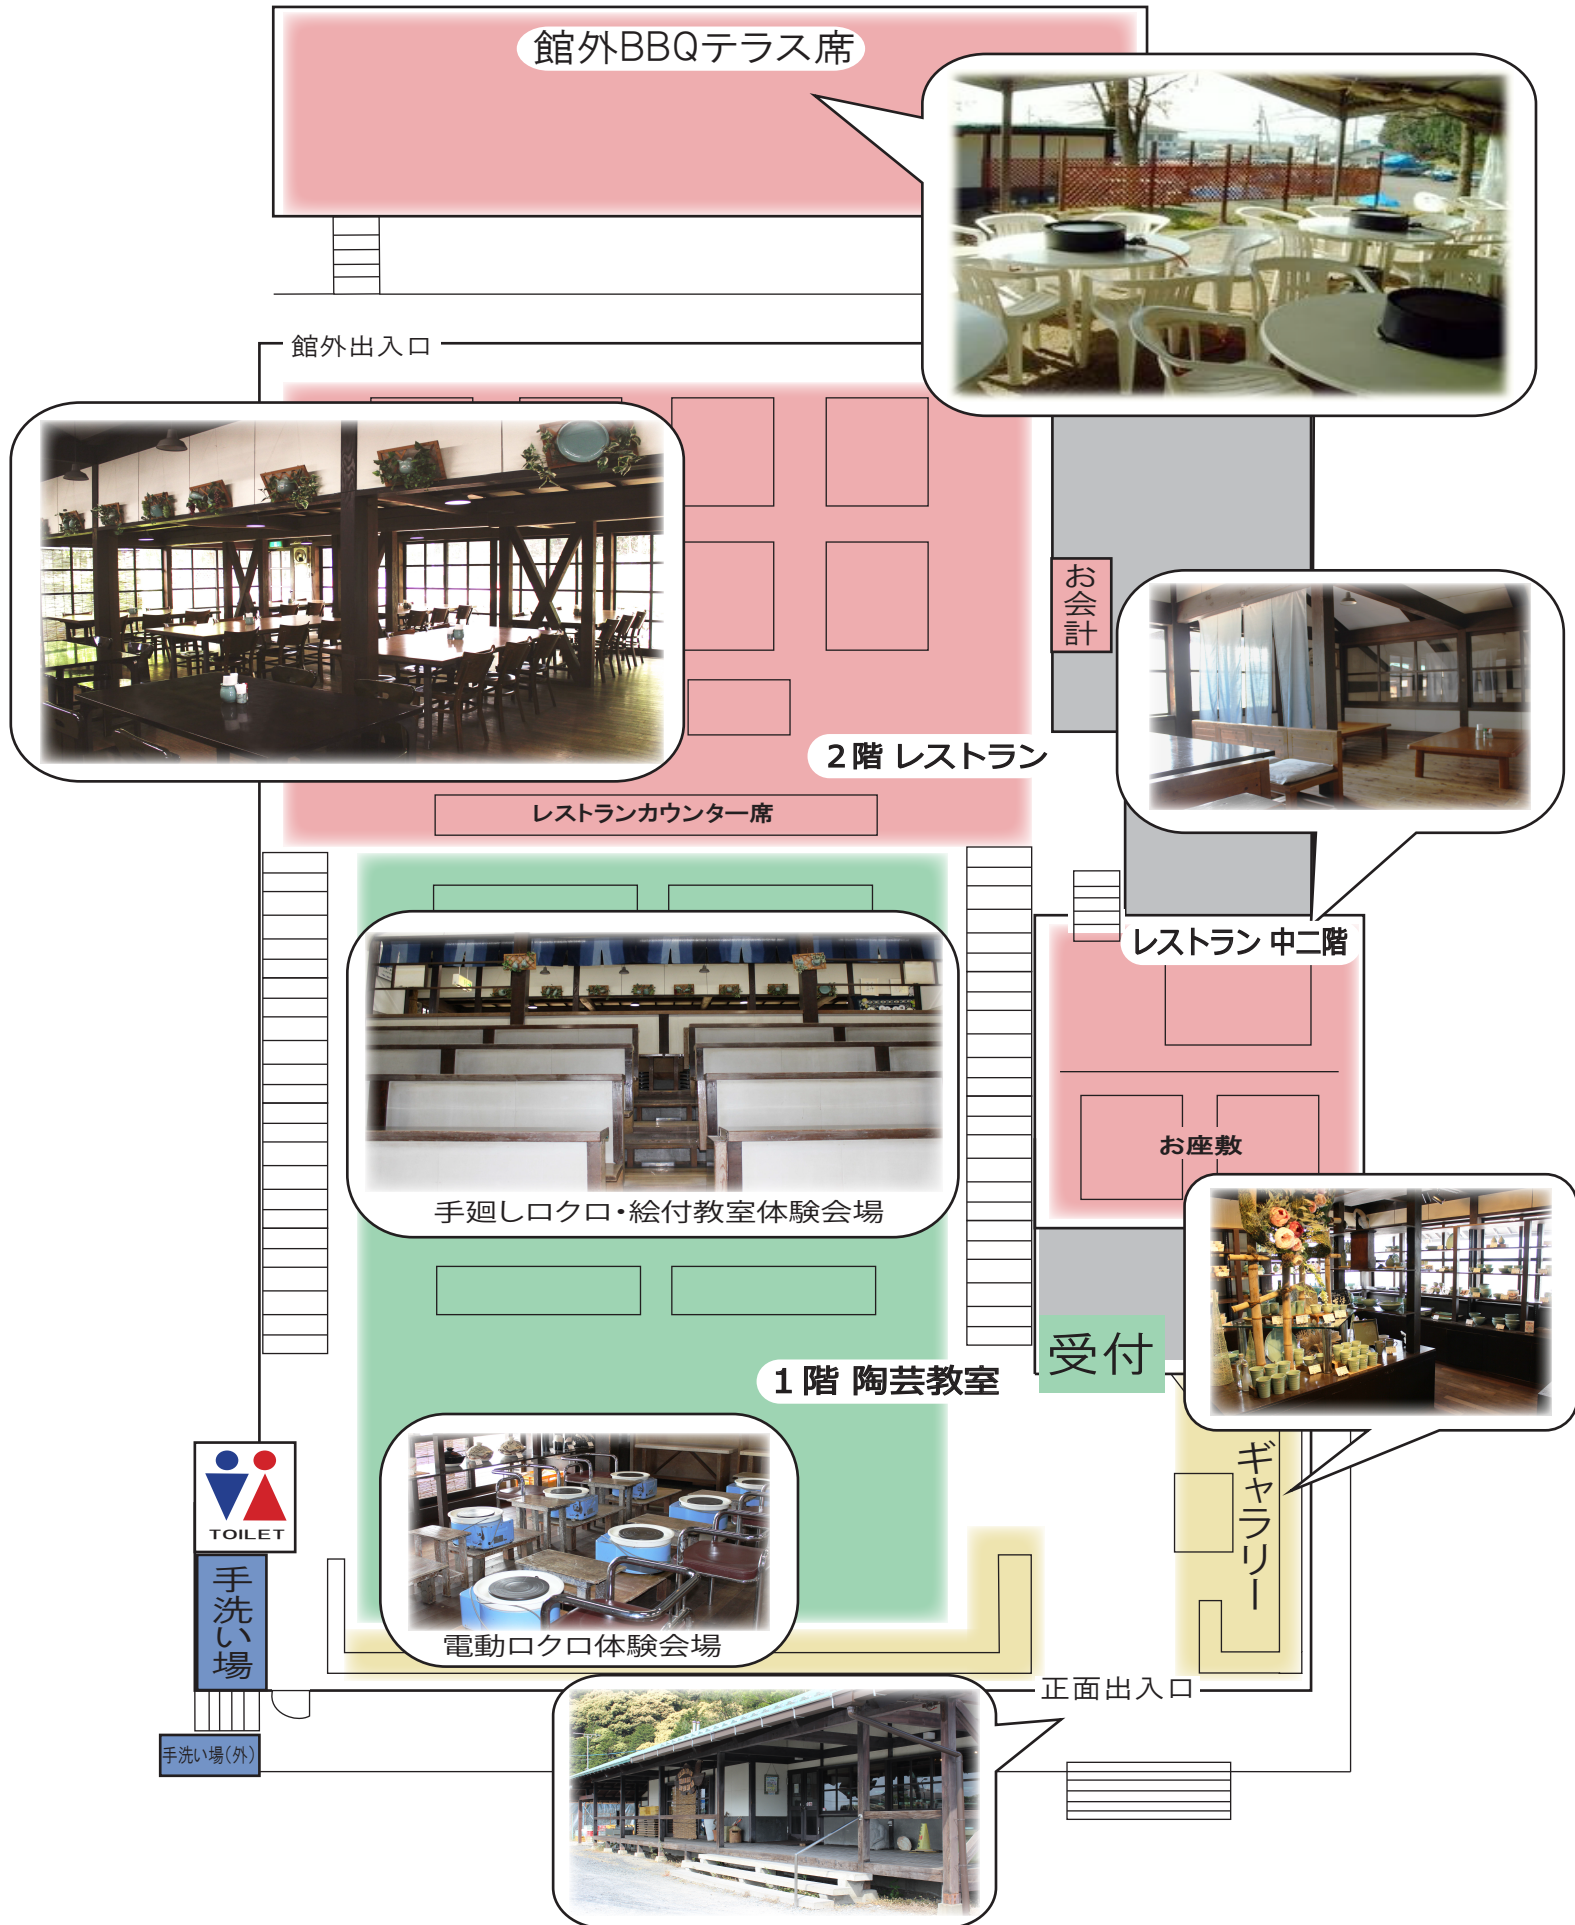 館外BBQテラス席
館外出入口
お会計
2階 レストラン
レストランカウンター席
レストラン 中二階
お座敷
手廻しロクロ・絵付教室体験会場
受付
1階 陶芸教室
ギャラリー
TOILET
手洗い場
電動ロクロ体験会場
正面出入口
手洗い場(外)